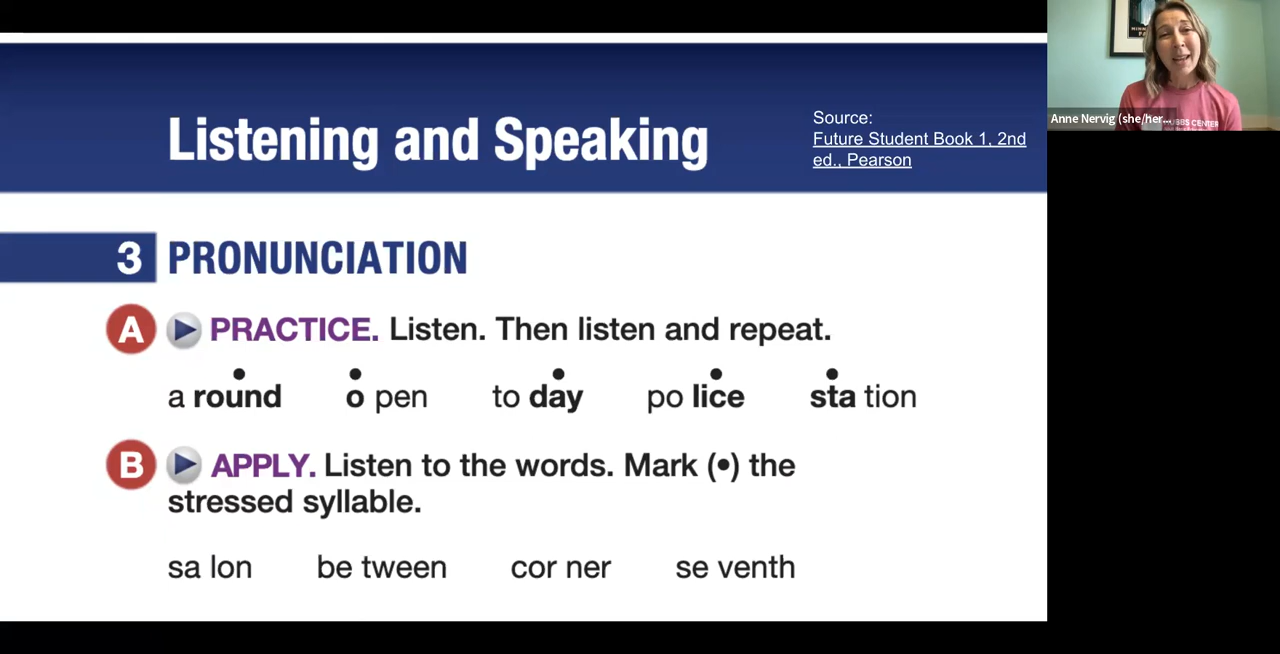 Listening and Speaking
Source:
Future Student Book 1, 2nd
ed., Pearson
Anne Nervig (she/her...
CENTER
3 PRONUNCIATION
A PRACTICE. Listen. Then listen and repeat.
a round o pen to day po lice sta tion
B APPLY. Listen to the words. Mark (•) the
stressed syllable.
sa lon be tween cor ner se venth